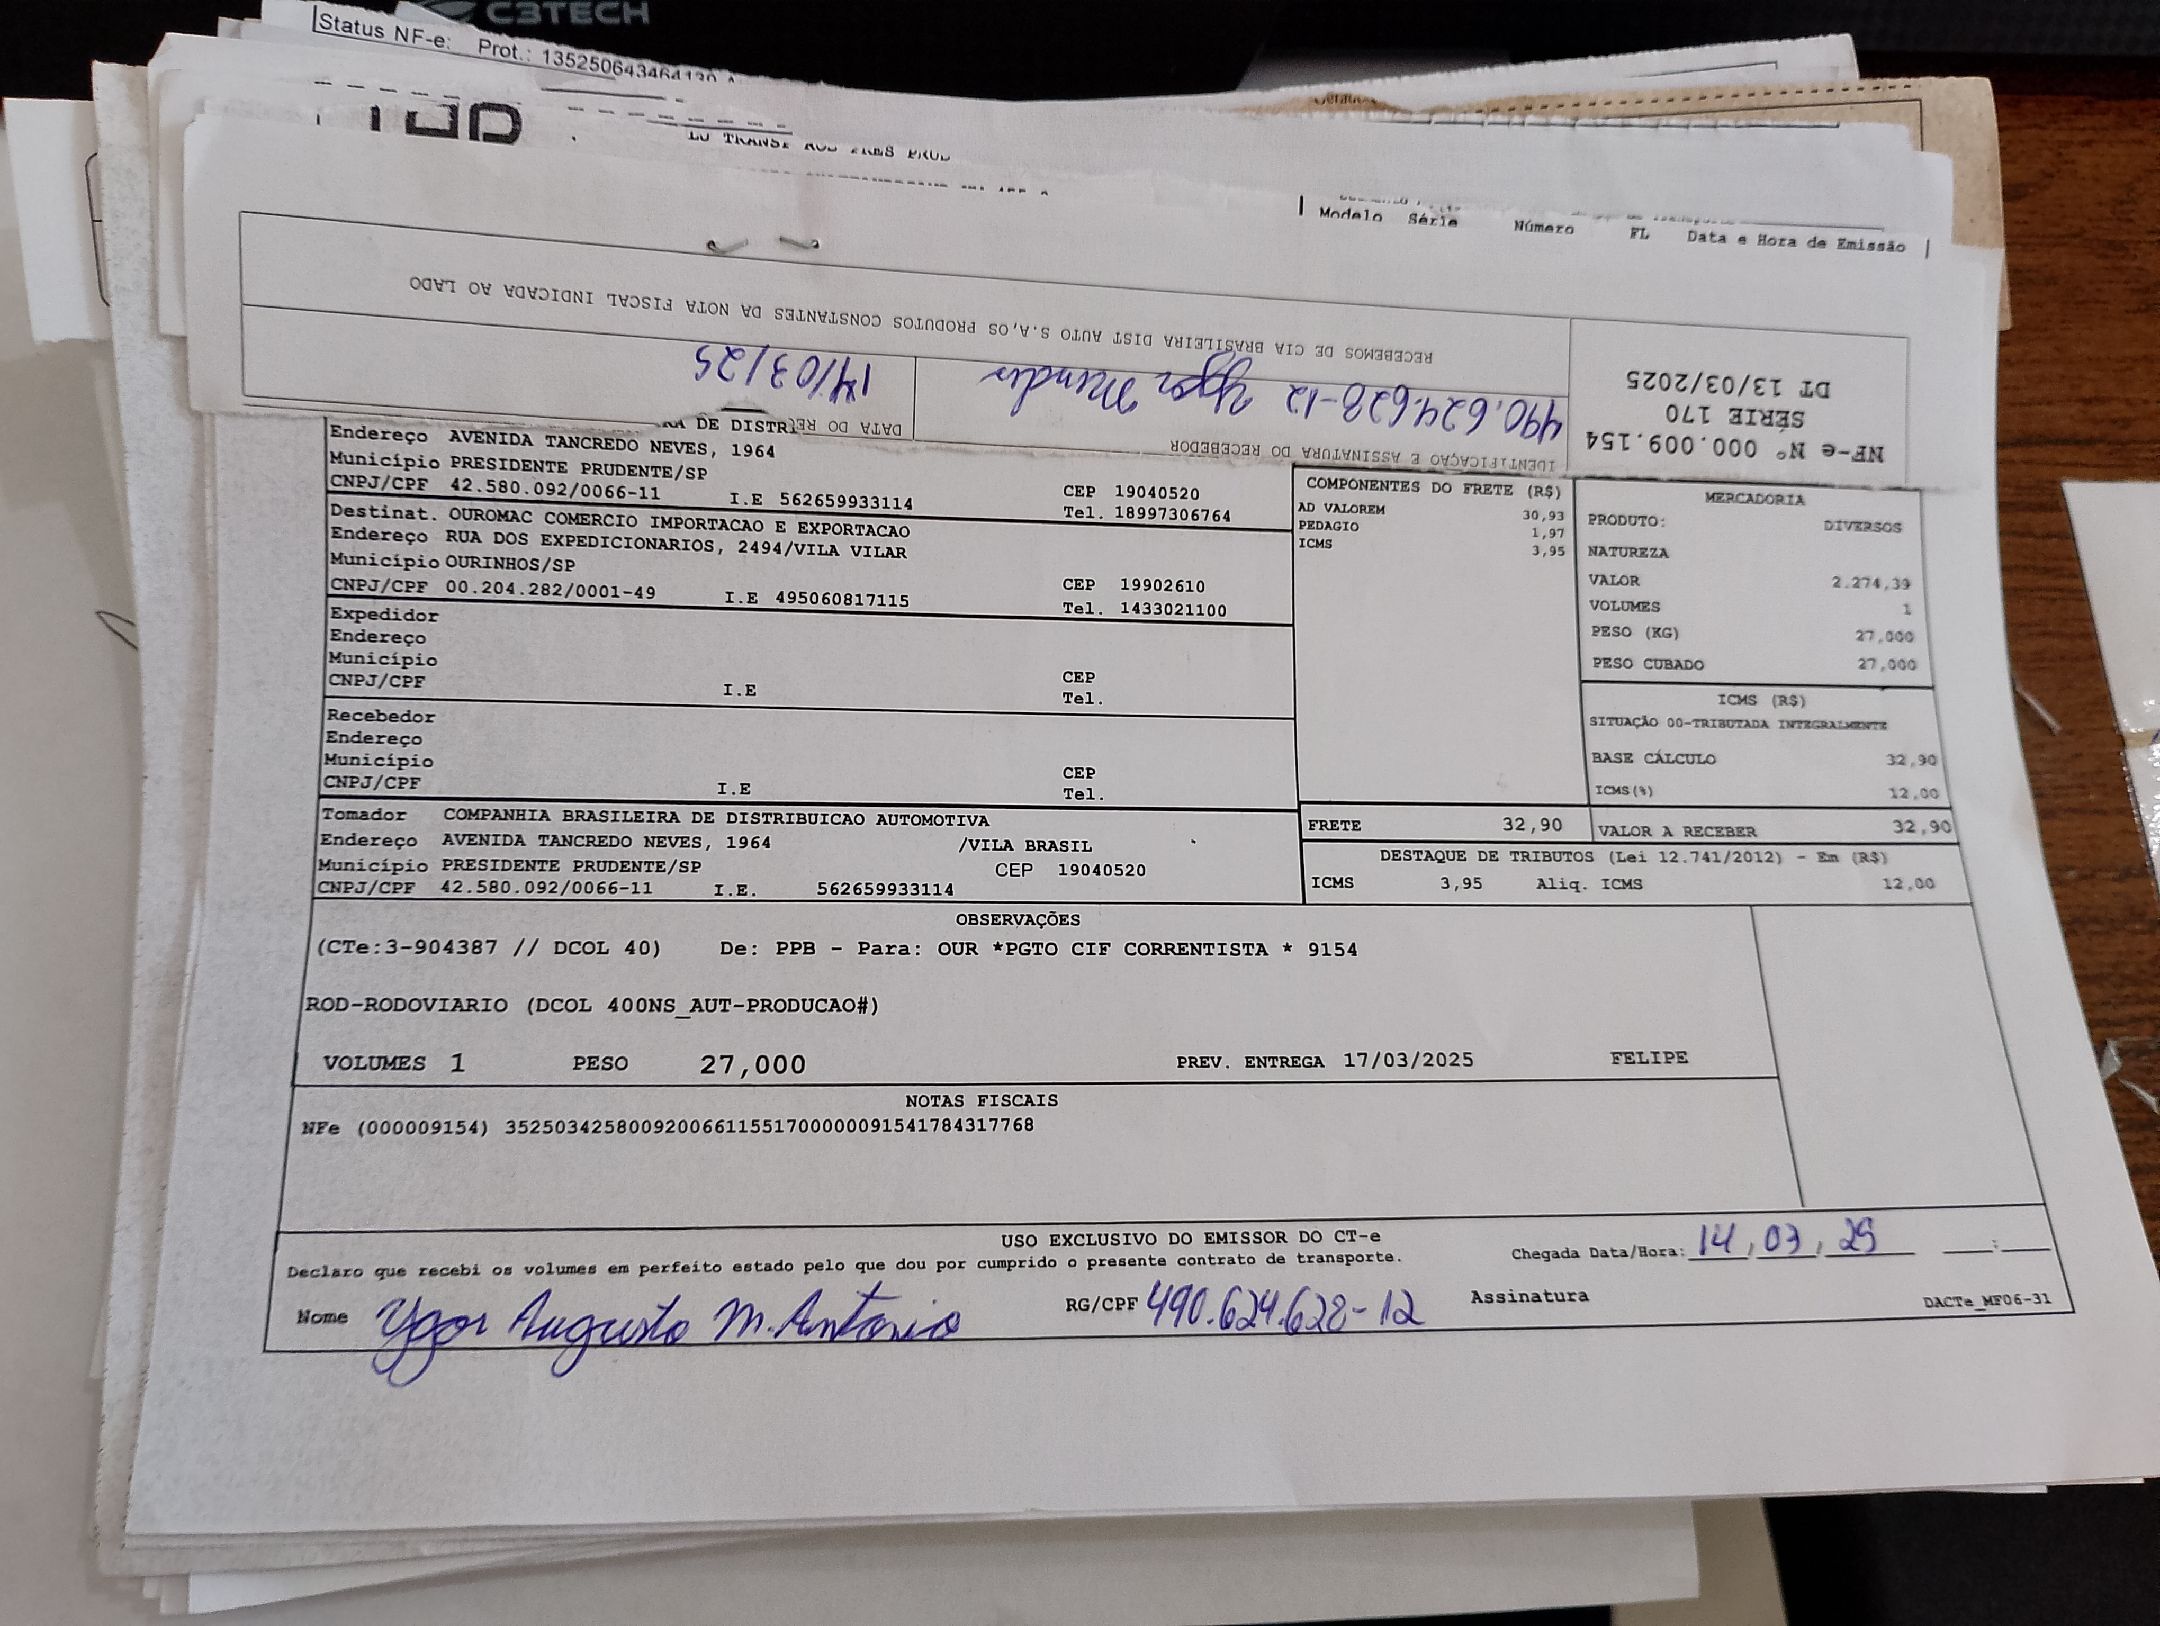 C3TECH
Status NF-e: Prot.: 135250643464130
Modelo Série Número FL Data e Hora de Emissão
RECEBEMOS DE CIA BRASILEIRA DIST AUTO S.A,OS PRODUTOS CONSTANTES DA NOTA FISCAL INDICADA AO LADO
NF-e Nº 000.009.154
SÉRIE 170
DT 13/03/2025
IDENTIFICAÇAO E ASSINATURA DO RECEBEDOR
490.624.628-12 Ygor
14/03/25
DE DISTR
Endereço AVENIDA TANCREDO NEVES, 1964
Município PRESIDENTE PRUDENTE/SP CEP 19040520
CNPJ/CPF 42.580.092/0066-11 I.E 562659933114 Tel. 18997306764
Destinat. OUROMAC COMERCIO IMPORTACAO E EXPORTACAO
Endereço RUA DOS EXPEDICIONARIOS, 2494/VILA VILAR
Município OURINHOS/SP CEP 19902610
CNPJ/CPF 00.204.282/0001-49 I.E 495060817115 Tel. 1433021100
Expedidor
Endereço
Município CEP
CNPJ/CPF I.E Tel.
Recebedor
Endereço
Município CEP
CNPJ/CPF I.E Tel.
Tomador COMPANHIA BRASILEIRA DE DISTRIBUICAO AUTOMOTIVA
Endereço AVENIDA TANCREDO NEVES, 1964 /VILA BRASIL
Município PRESIDENTE PRUDENTE/SP CEP 19040520
CNPJ/CPF 42.580.092/0066-11 I.E. 562659933114
COMPONENTES DO FRETE (R$)
AD VALOREM 30,93
PEDAGIO 1,97
ICMS 3,95
MERCADORIA
PRODUTO: DIVERSOS
NATUREZA
VALOR 2.274,39
VOLUMES 1
PESO (KG) 27,000
PESO CUBADO 27,000
ICMS (R$)
SITUAÇÃO 00-TRIBUTADA INTEGRALMENTE
BASE CÁLCULO 32,90
ICMS(%) 12,00
FRETE 32,90 VALOR A RECEBER 32,90
DESTAQUE DE TRIBUTOS (Lei 12.741/2012) - Em (R$)
ICMS 3,95 Aliq. ICMS 12,00
OBSERVAÇÕES
(CTe:3-904387 // DCOL 40) De: PPB - Para: OUR *PGTO CIF CORRENTISTA * 9154
ROD-RODOVIARIO (DCOL 400NS_AUT-PRODUCAO#)
VOLUMES 1 PESO 27,000 PREV. ENTREGA 17/03/2025 FELIPE
NOTAS FISCAIS
NFe (000009154) 35250342580092006611551700000091541784317768
USO EXCLUSIVO DO EMISSOR DO CT-e
Declaro que recebi os volumes em perfeito estado pelo que dou por cumprido o presente contrato de transporte. Chegada Data/Hora: 14,03,25 __:__
Nome Ygor Augusto M. Antonio RG/CPF 490.624.628-12 Assinatura DACTe_MF06-31